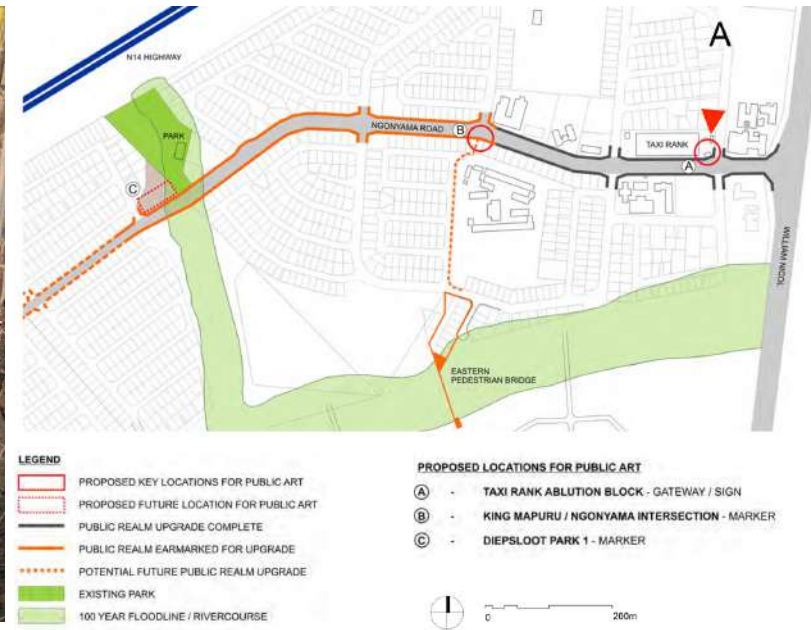 A
N14 HIGHWAY
PARK
NGONYAMA ROAD
B
TAXI RANK
A
C
WILLIAM NICOL
EASTERN
PEDESTRIAN BRIDGE
LEGEND
PROPOSED KEY LOCATIONS FOR PUBLIC ART
PROPOSED FUTURE LOCATION FOR PUBLIC ART
PUBLIC REALM UPGRADE COMPLETE
PUBLIC REALM EARMARKED FOR UPGRADE
POTENTIAL FUTURE PUBLIC REALM UPGRADE
EXISTING PARK
100 YEAR FLOODLINE / RIVERCOURSE
PROPOSED LOCATIONS FOR PUBLIC ART
A - TAXI RANK ABLUTION BLOCK - GATEWAY / SIGN
B - KING MAPURU / NGONYAMA INTERSECTION - MARKER
C - DIEPSLOOT PARK 1 - MARKER
0 200m